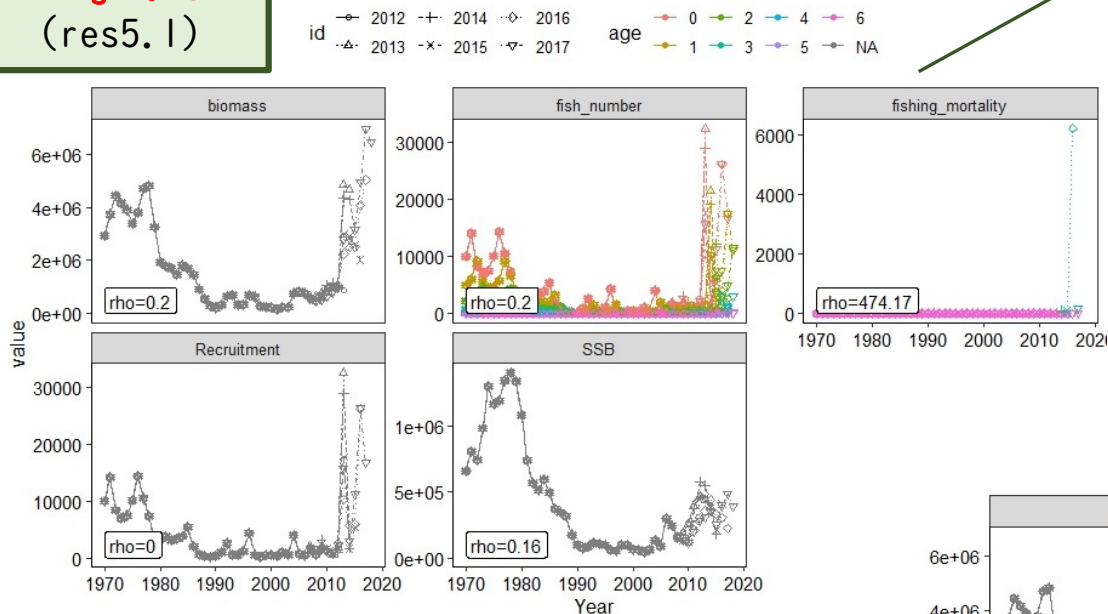 (res5.l)
id 2012 2014 2016
2013 2015 2017
age 0 2 4 6
1 3 5 NA
biomass
fish_number
fishing_mortality
6e+06
4e+06
2e+06
0e+00
rho=0.2
30000
20000
10000
0
rho=0.2
6000
4000
2000
0
rho=474.17
1970 1980 1990 2000 2010
value
Recruitment
SSB
30000
20000
10000
0
rho=0
1e+06
5e+05
0e+00
rho=0.16
1970 1980 1990 2000 2010 2020
1970 1980 1990 2000 2010 2020
Year
6e+06
4e+06